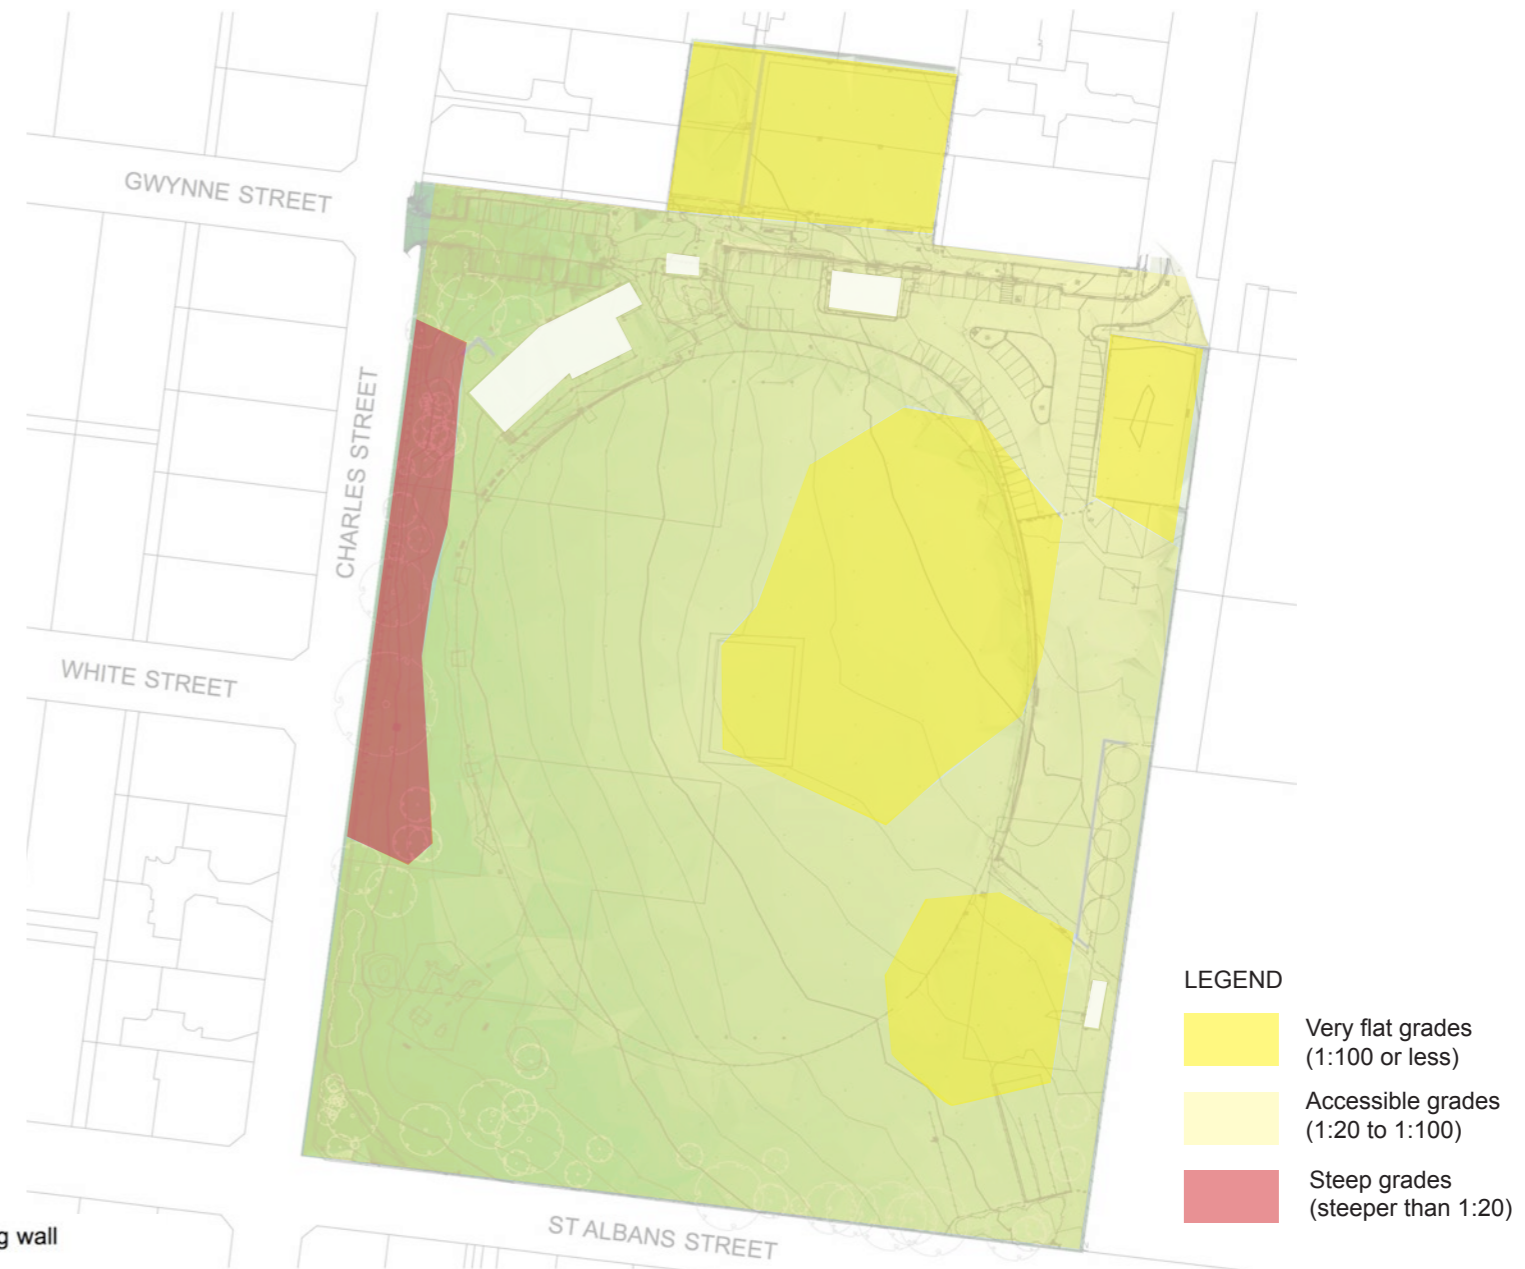 GWYNNE STREET
CHARLES STREET
WHITE STREET
ST ALBANS STREET
g wall
LEGEND
Very flat grades
(1:100 or less)
Accessible grades
(1:20 to 1:100)
Steep grades
(steeper than 1:20)